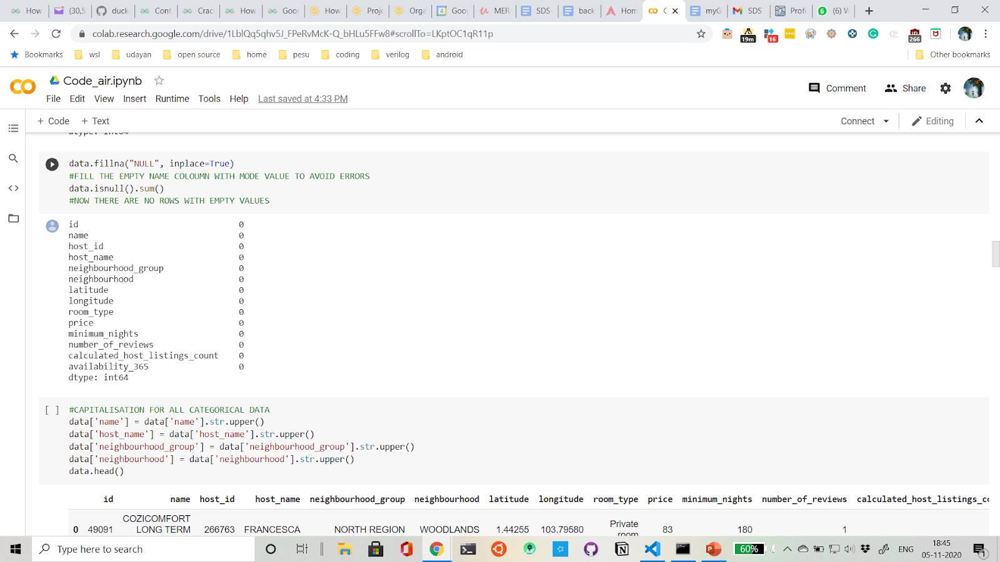 How
(30,5
duck
Cont
Crac
How
Goo
How
Proje
Orga
Goo
MER
SDS-
back
Hom
C
myG
SDS
Profi
(6) W
colab.research.google.com/drive/1LblQq5qhv5J_FPeRvMcK-Q_bHLu5FFw8#scrollTo=LKptOC1qR11p
19m
16
266
Bookmarks wsl udayan open source home pesu coding verilog android Other bookmarks
Code_air.ipynb
Comment Share
File Edit View Insert Runtime Tools Help Last saved at 4:33 PM
+ Code + Text Connect Editing
dtype: int64
data.fillna("NULL", inplace=True)
#FILL THE EMPTY NAME COLOUMN WITH MODE VALUE TO AVOID ERRORS
data.isnull().sum()
#NOW THERE ARE NO ROWS WITH EMPTY VALUES
id 0
name 0
host_id 0
host_name 0
neighbourhood_group 0
neighbourhood 0
latitude 0
longitude 0
room_type 0
price 0
minimum_nights 0
number_of_reviews 0
calculated_host_listings_count 0
availability_365 0
dtype: int64
[ ] #CAPITALISATION FOR ALL CATEGORICAL DATA
data['name'] = data['name'].str.upper()
data['host_name'] = data['host_name'].str.upper()
data['neighbourhood_group'] = data['neighbourhood_group'].str.upper()
data['neighbourhood'] = data['neighbourhood'].str.upper()
data.head()
id name host_id host_name neighbourhood_group neighbourhood latitude longitude room_type price minimum_nights number_of_reviews calculated_host_listings_co
COZICOMFORT
0 49091 LONG TERM 266763 FRANCESCA NORTH REGION WOODLANDS 1.44255 103.79580 Private room 83 180 1
Type here to search
60%
ENG
18:45
05-11-2020
1